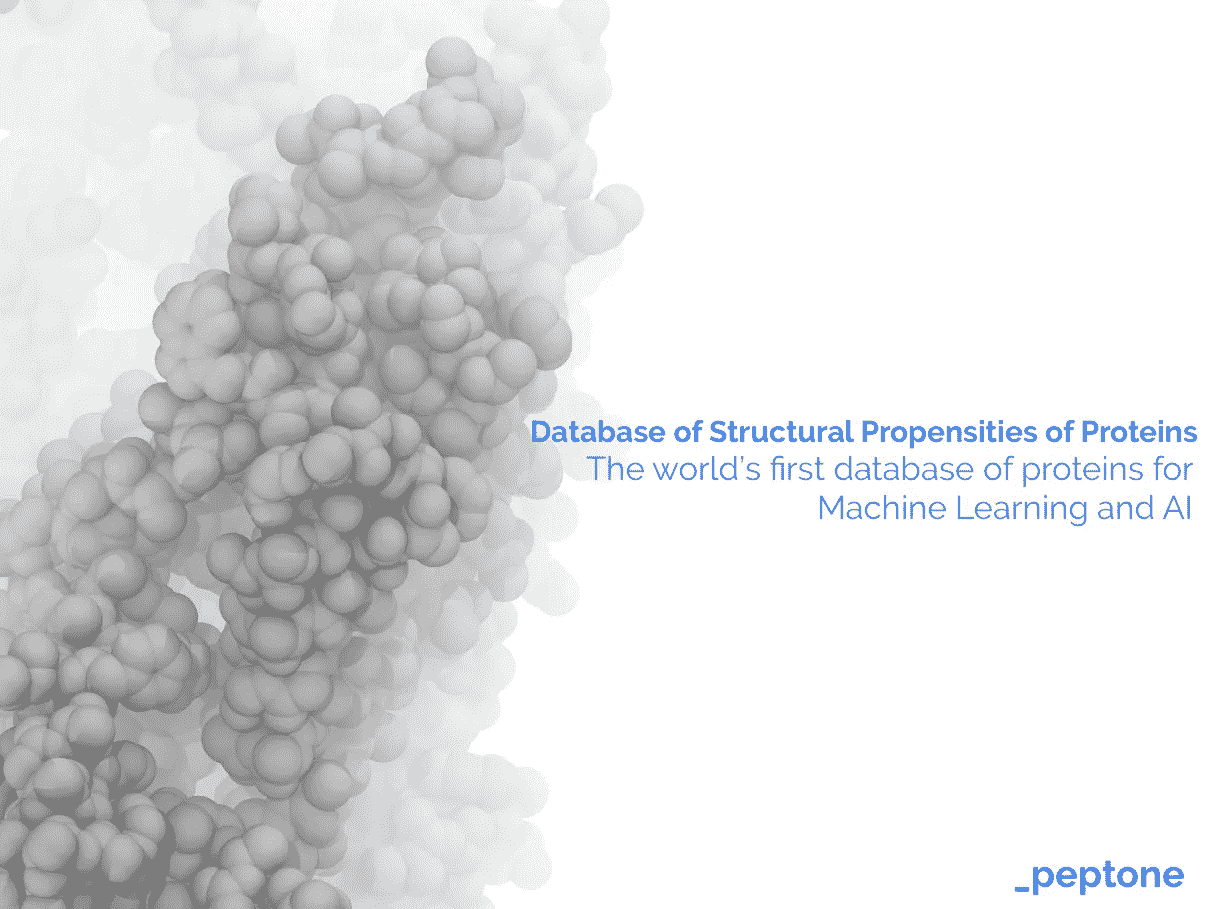 Database of Structural Propensities of Proteins
The world's first database of proteins for
Machine Learning and AI
_peptone